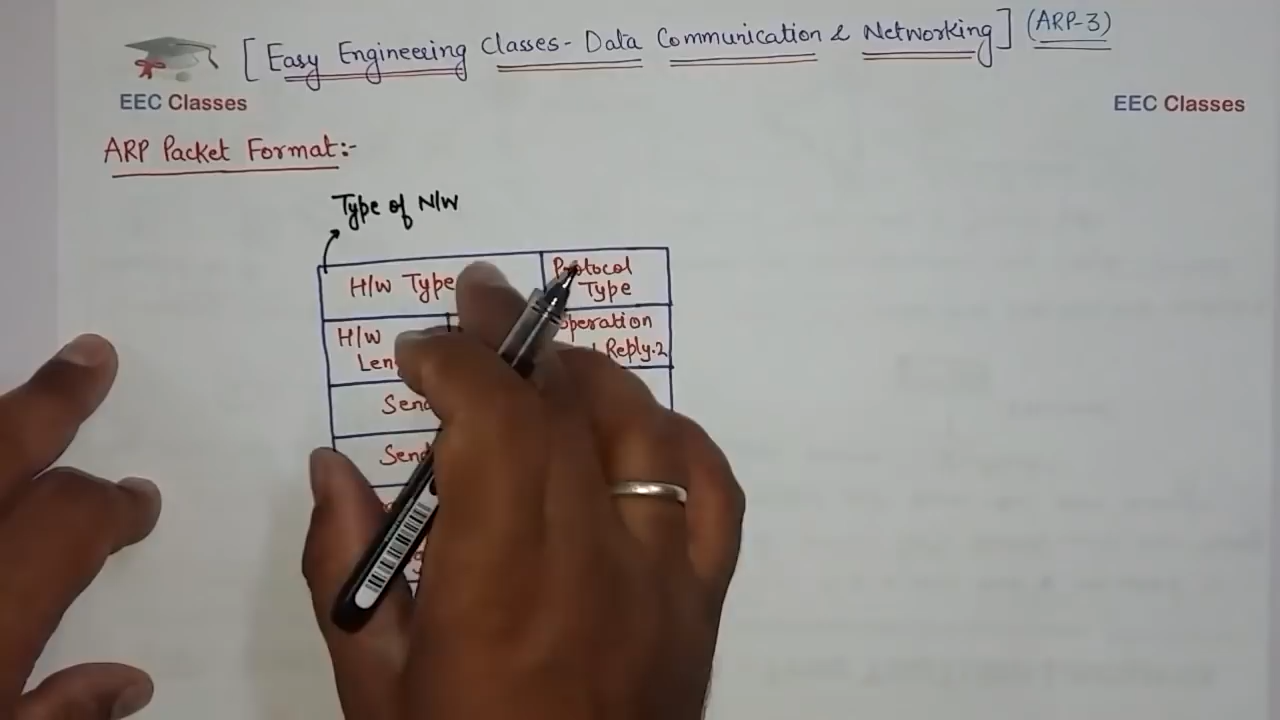 [Easy Engineering Classes- Data Communication & Networking] (ARP-3)
EEC Classes
EEC Classes
ARP Packet Format:-
Type of N/W
H/w Type
Protocol
Type
H/w
operation
Reply.2